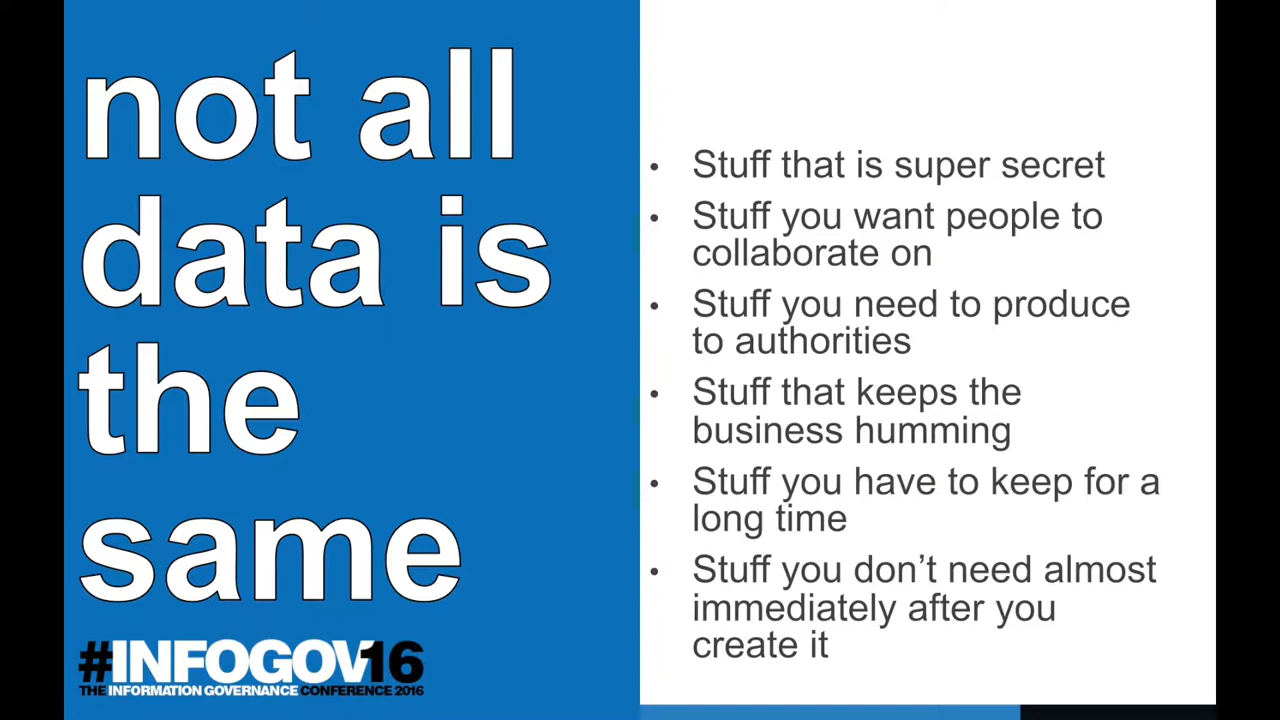 not all
data is
the
same
#INFOGOV16
THE INFORMATION GOVERNANCE CONFERENCE 2016
• Stuff that is super secret
• Stuff you want people to
collaborate on
• Stuff you need to produce
to authorities
• Stuff that keeps the
business humming
• Stuff you have to keep for a
long time
• Stuff you don’t need almost
immediately after you
create it